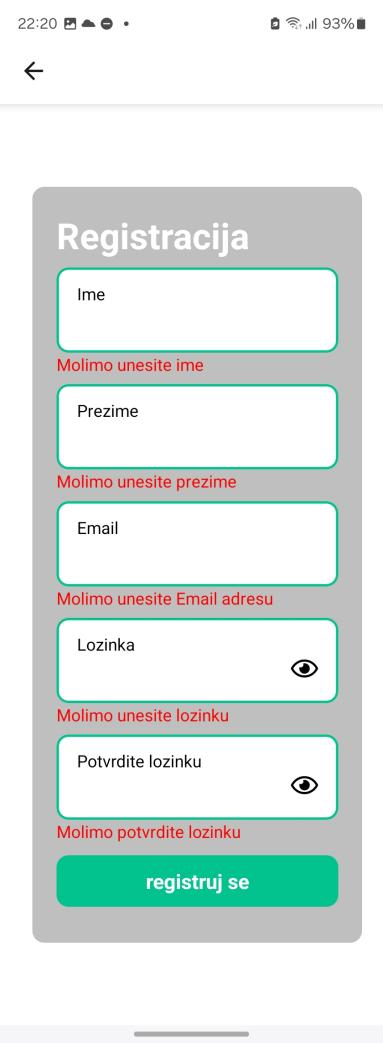 22:20 93%
Registracija
Ime
Molimo unesite ime
Prezime
Molimo unesite prezime
Email
Molimo unesite Email adresu
Lozinka
Molimo unesite lozinku
Potvrdite lozinku
Molimo potvrdite lozinku
registruj se